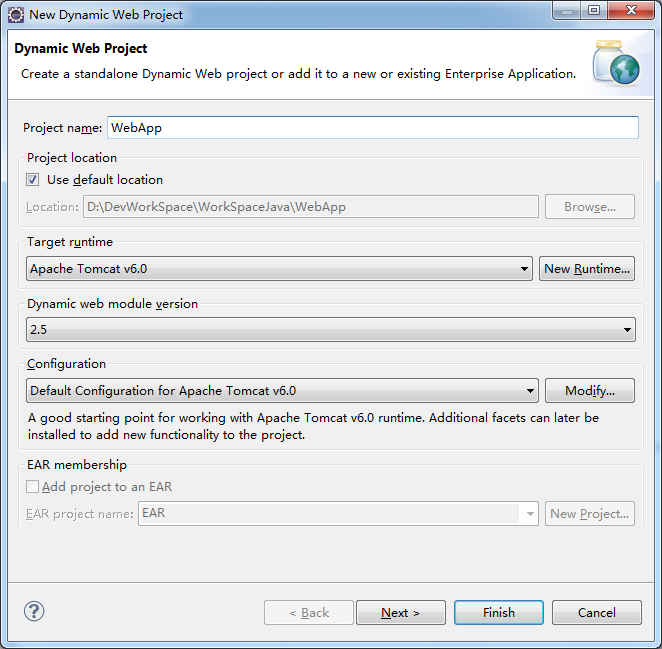 New Dynamic Web Project
Dynamic Web Project
Create a standalone Dynamic Web project or add it to a new or existing Enterprise Application.
Project name: WebApp
Project location
Use default location
Location: D:\DevWorkSpace\WorkSpaceJava\WebApp Browse...
Target runtime
Apache Tomcat v6.0 New Runtime...
Dynamic web module version
2.5
Configuration
Default Configuration for Apache Tomcat v6.0 Modify...
A good starting point for working with Apache Tomcat v6.0 runtime. Additional facets can later be
installed to add new functionality to the project.
EAR membership
Add project to an EAR
EAR project name: EAR New Project...
? < Back Next > Finish Cancel